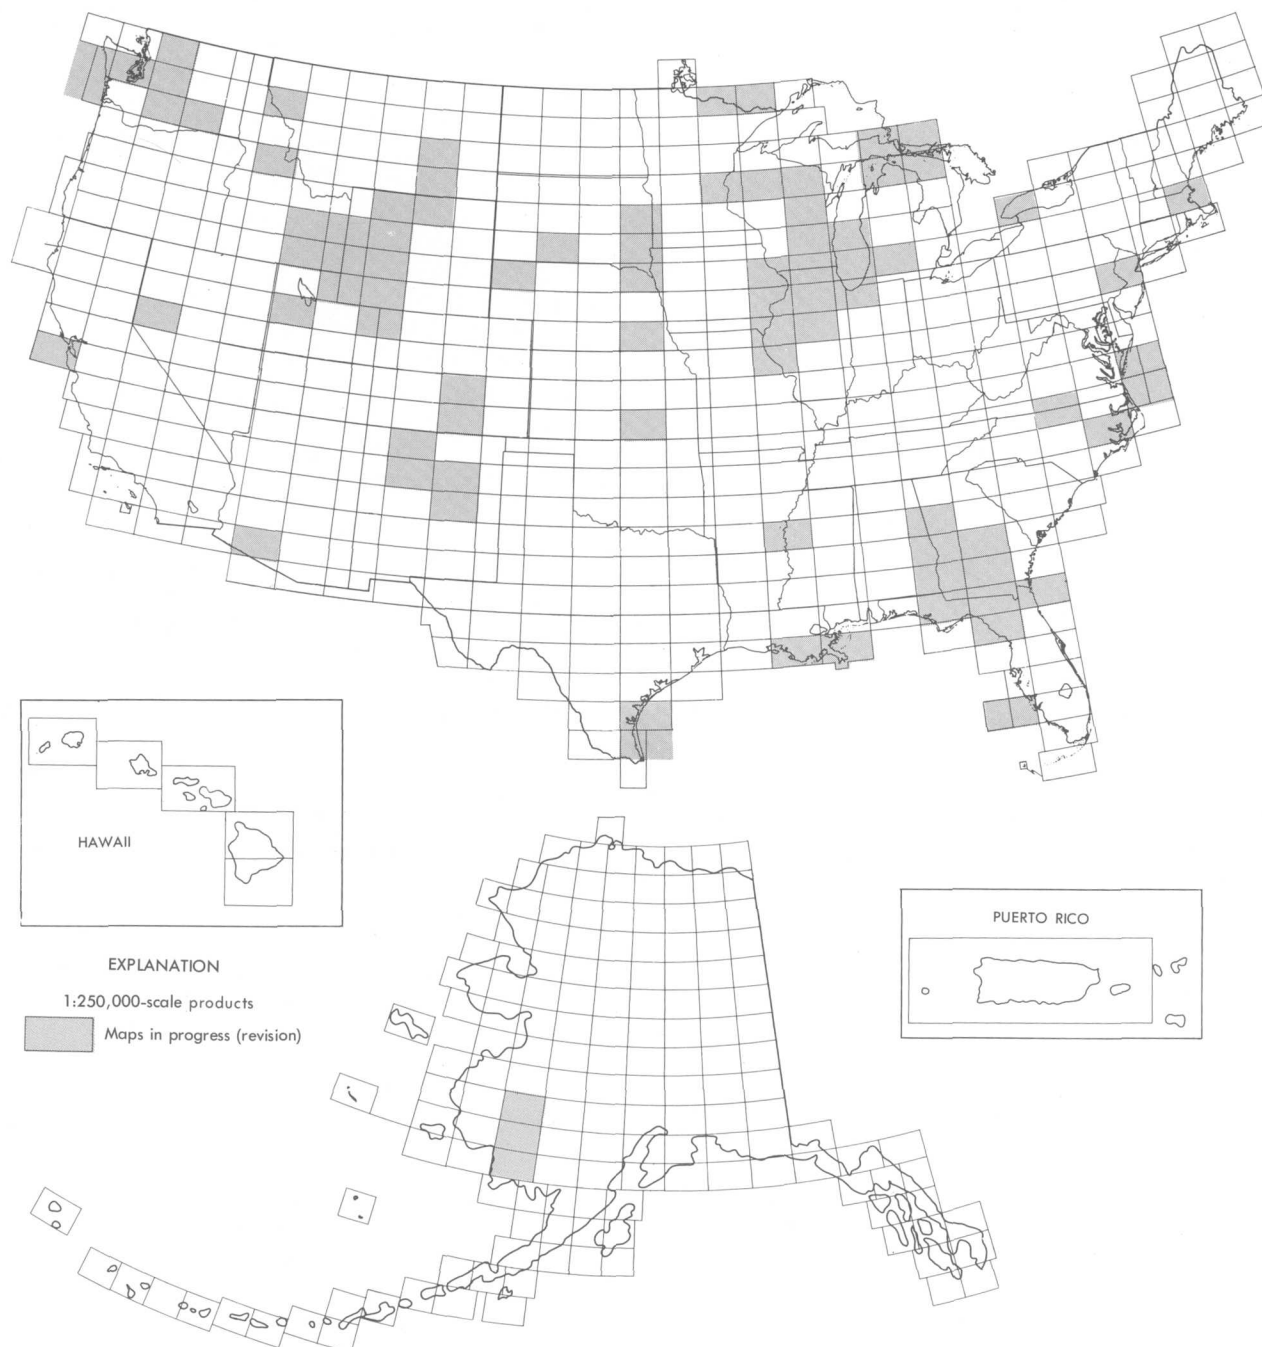 HAWAII
EXPLANATION
1:250,000-scale products
Maps in progress (revision)
PUERTO RICO